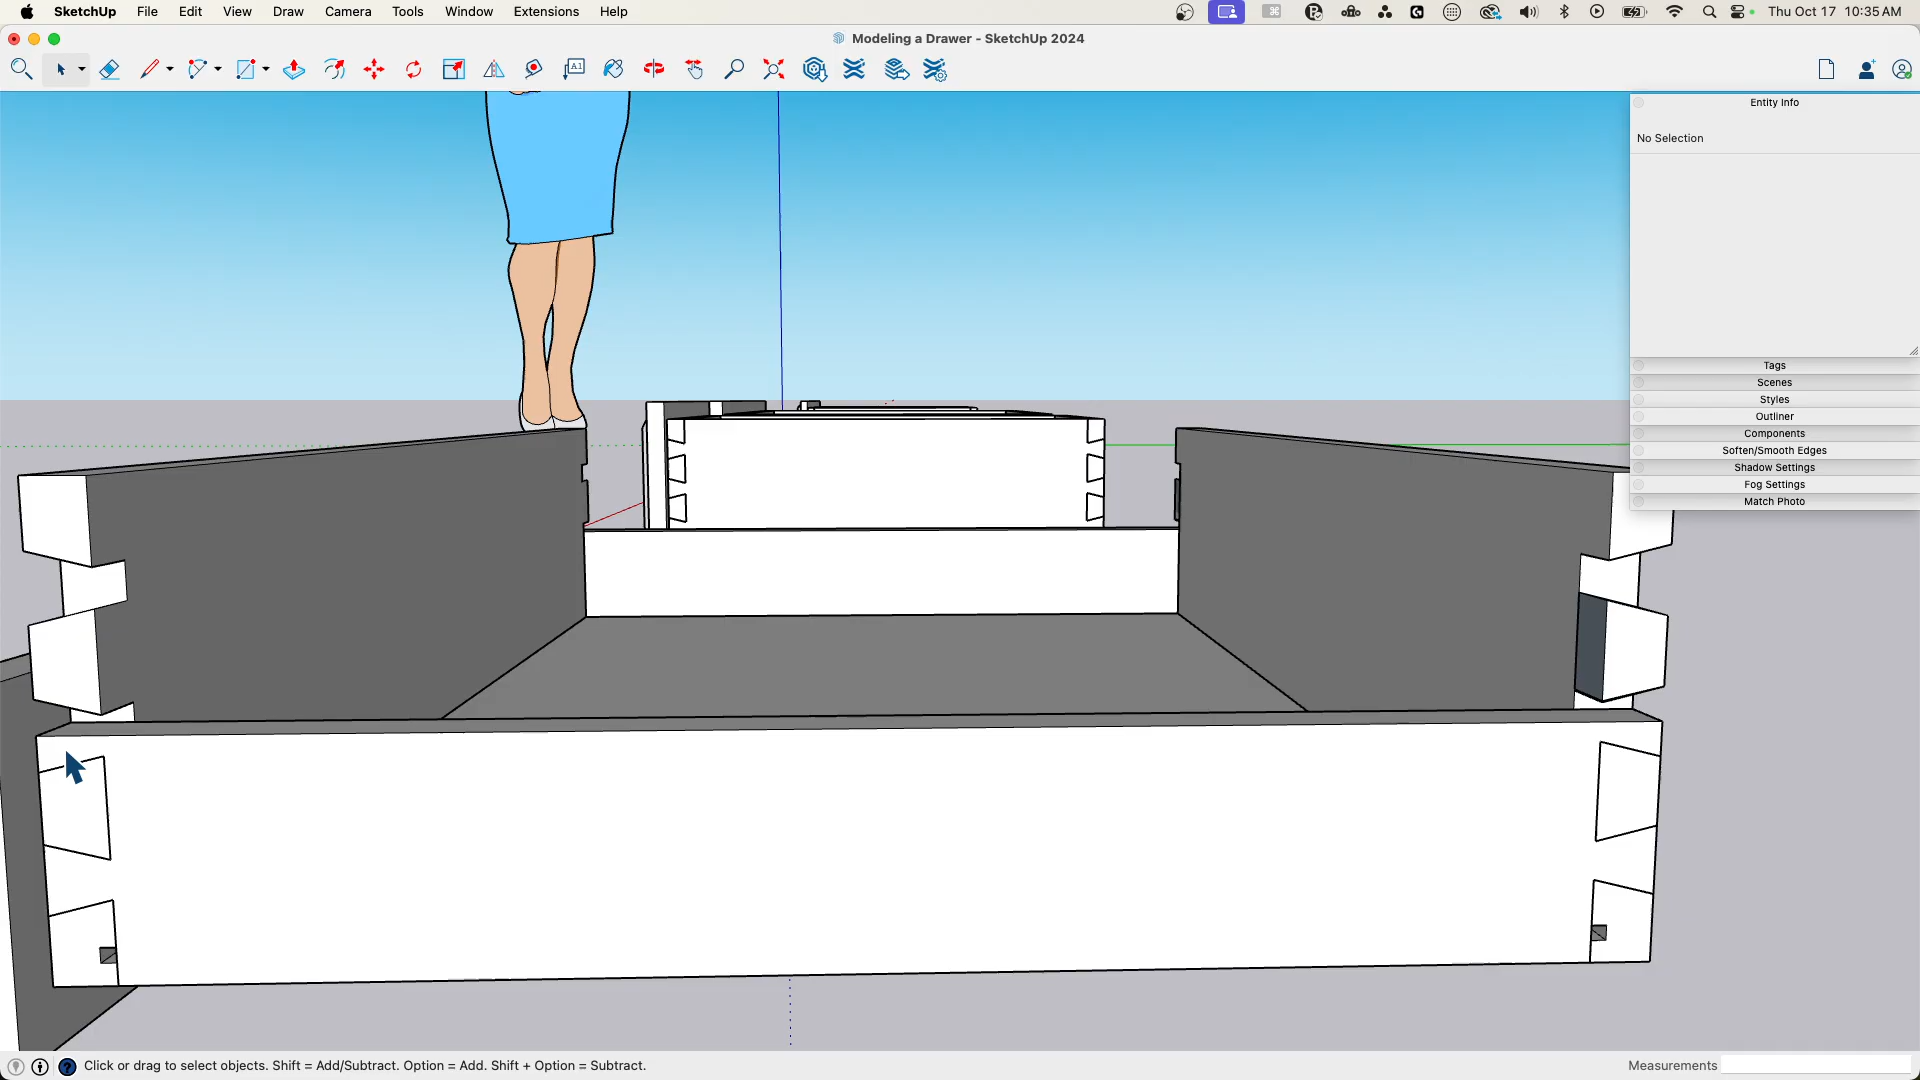 SketchUp File Edit View Draw Camera Tools Window Extensions Help
Thu Oct 17 10:35 AM
Modeling a Drawer - SketchUp 2024
A1
Entity Info
No Selection
Tags
Scenes
Styles
Outliner
Components
Soften/Smooth Edges
Shadow Settings
Fog Settings
Match Photo
Click or drag to select objects. Shift = Add/Subtract. Option = Add. Shift + Option = Subtract.
Measurements